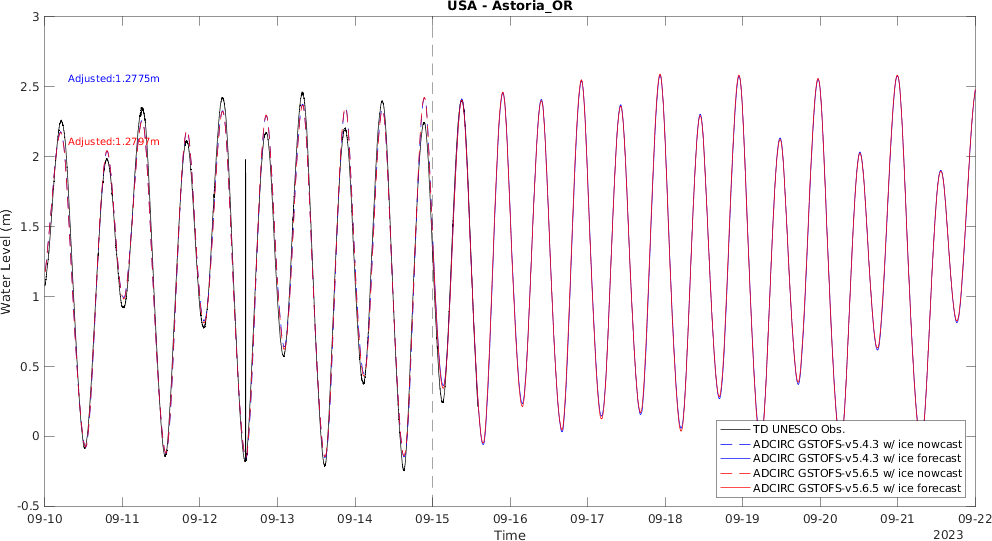 USA - Astoria_OR
3
2.5
2
1.5
1
0.5
0
-0.5
Water Level (m)
Adjusted:1.2775m
Adjusted:1.2797m
TD UNESCO Obs.
ADCIRC GSTOFS-v5.4.3 w/ ice nowcast
ADCIRC GSTOFS-v5.4.3 w/ ice forecast
ADCIRC GSTOFS-v5.6.5 w/ ice nowcast
ADCIRC GSTOFS-v5.6.5 w/ ice forecast
09-10 09-11 09-12 09-13 09-14 09-15 09-16 09-17 09-18 09-19 09-20 09-21 09-22
Time
2023